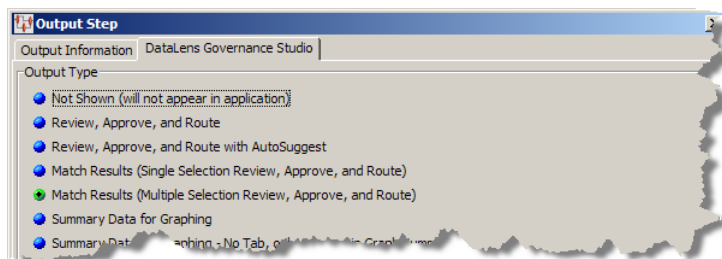 Output Step
Output Information DataLens Governance Studio
Output Type
Not Shown (will not appear in application)
Review, Approve, and Route
Review, Approve, and Route with AutoSuggest
Match Results (Single Selection Review, Approve, and Route)
Match Results (Multiple Selection Review, Approve, and Route)
Summary Data for Graphing
Summary Graphing - No Tab,